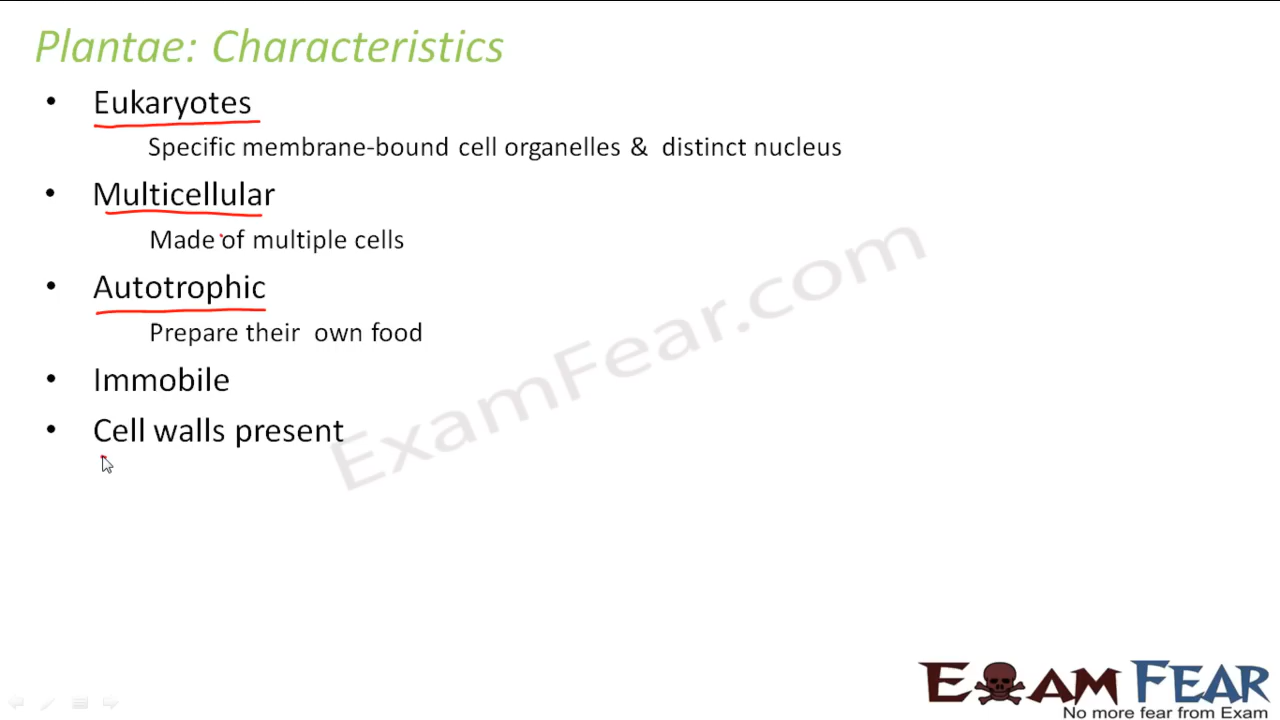 Plantae: Characteristics
• Eukaryotes
Specific membrane-bound cell organelles & distinct nucleus
• Multicellular
Made of multiple cells
• Autotrophic
Prepare their own food
• Immobile
• Cell walls present
ExamFear.com
EXAM FEAR
No more fear from Exam